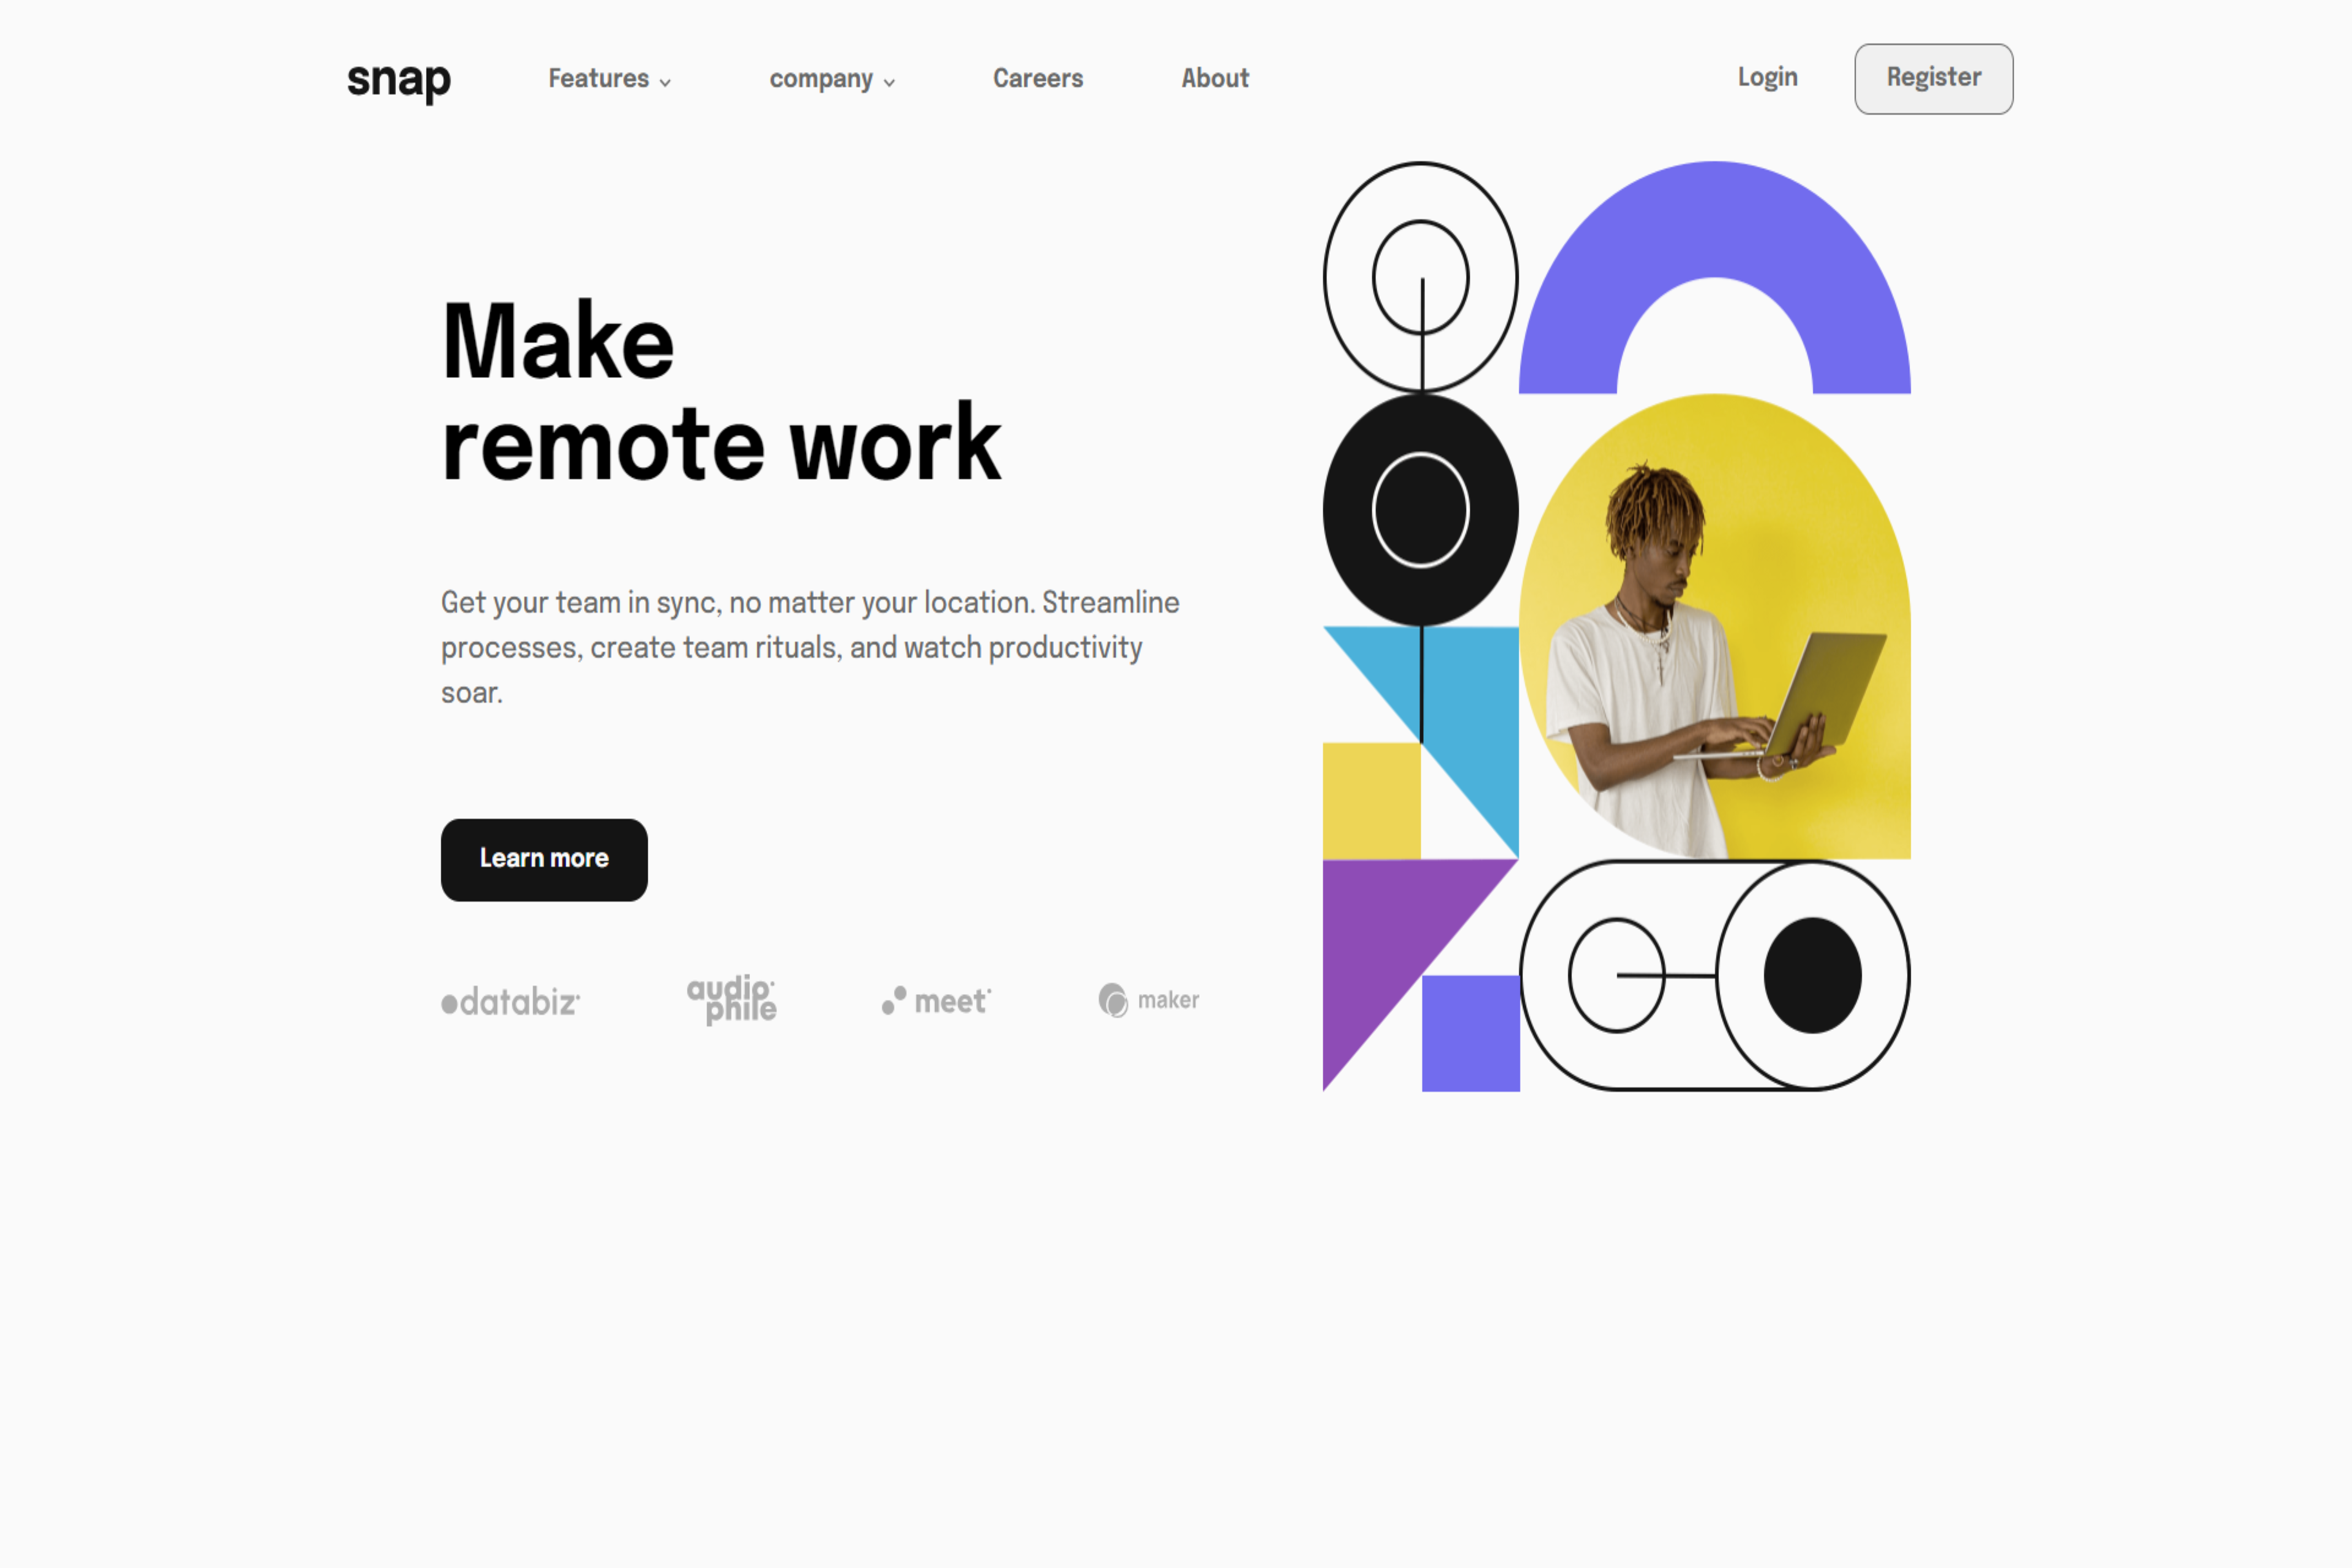 snap
Features
company
Careers
About
Login
Register
Make
remote work
Get your team in sync, no matter your location. Streamline
processes, create team rituals, and watch productivity
soar.
Learn more
databiz
audio
phile
meet
maker